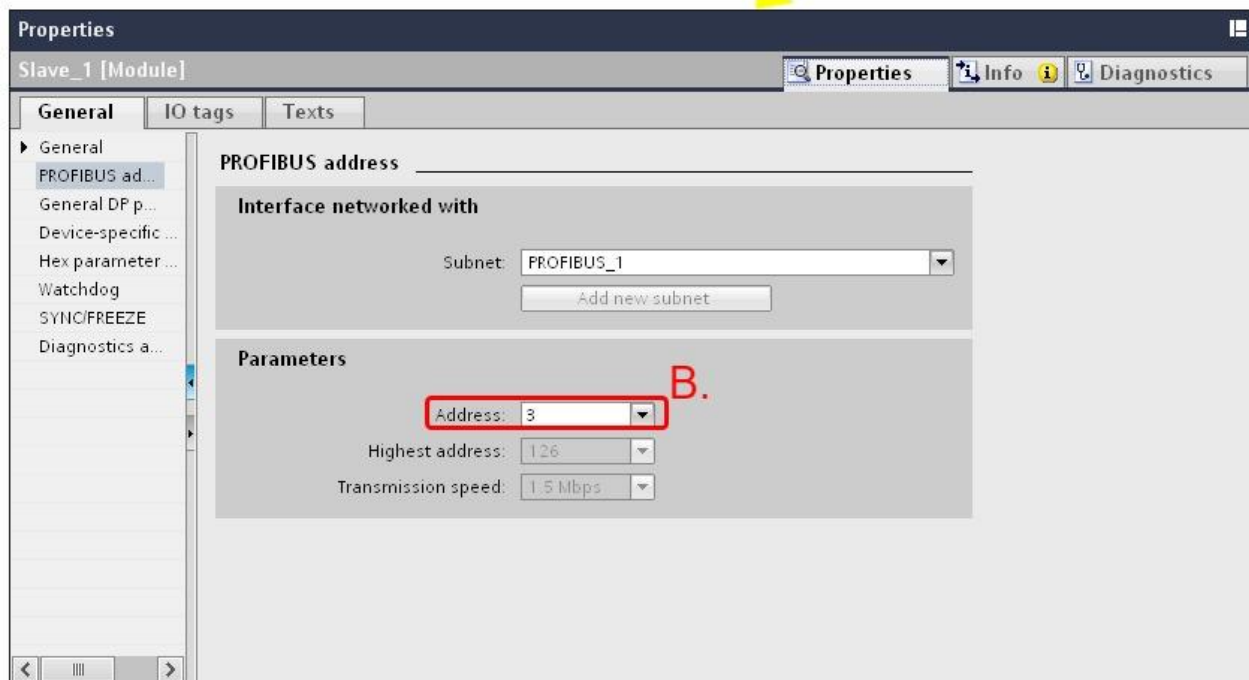 Properties
Slave_1 [Module]
Properties
Info
Diagnostics
General
IO tags
Texts
General
PROFIBUS ad...
General DP p...
Device-specific ...
Hex parameter ...
Watchdog
SYNC/FREEZE
Diagnostics a...
PROFIBUS address
Interface networked with
Subnet: PROFIBUS_1
Add new subnet
Parameters
B.
Address: 3
Highest address: 126
Transmission speed: 1.5 Mbps